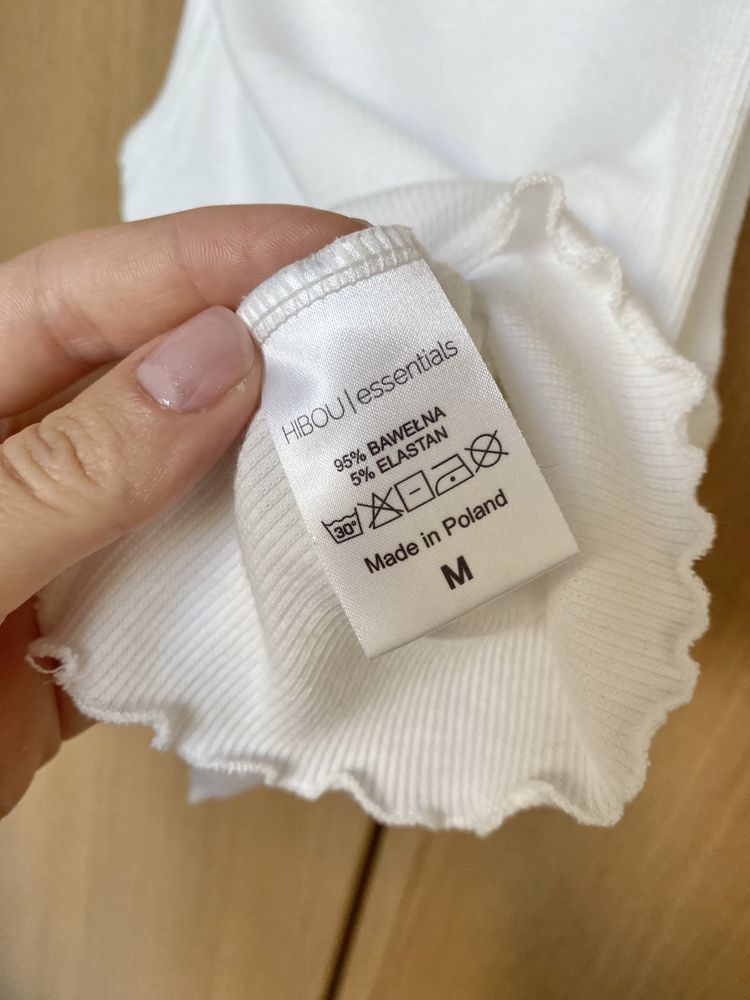 HIBOU | essentials
95% BAWEŁNA
5% ELASTAN
30°
Made in Poland
M